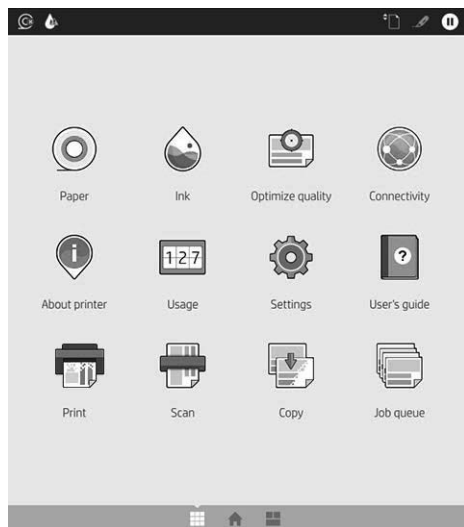 Paper
Ink
Optimize quality
Connectivity
127
About printer
Usage
Settings
User's guide
Print
Scan
Copy
Job queue